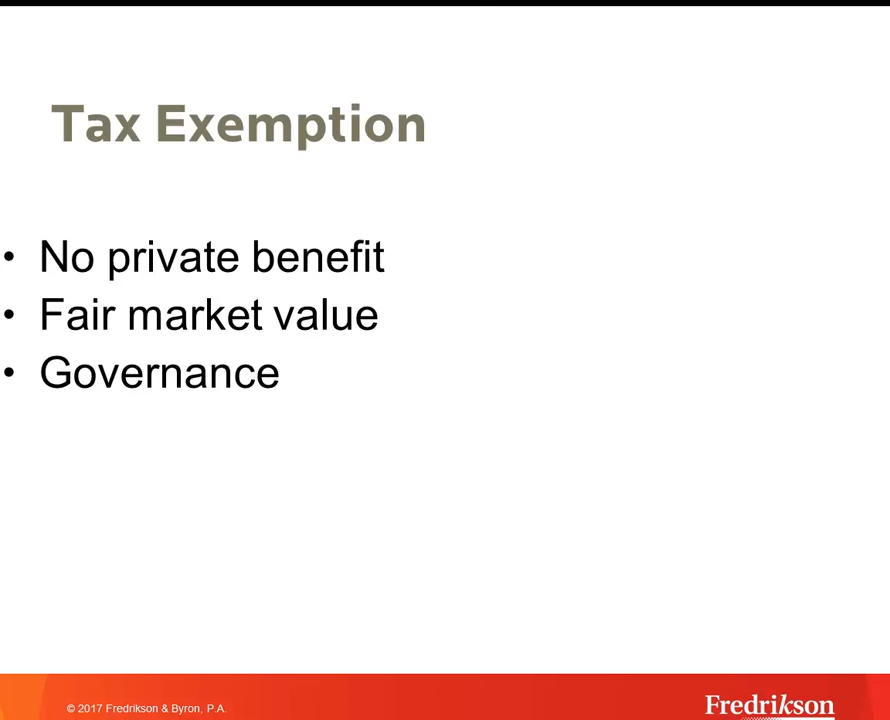 Tax Exemption
• No private benefit
• Fair market value
• Governance
© 2017 Fredrikson & Byron, P.A.
Fredrikson